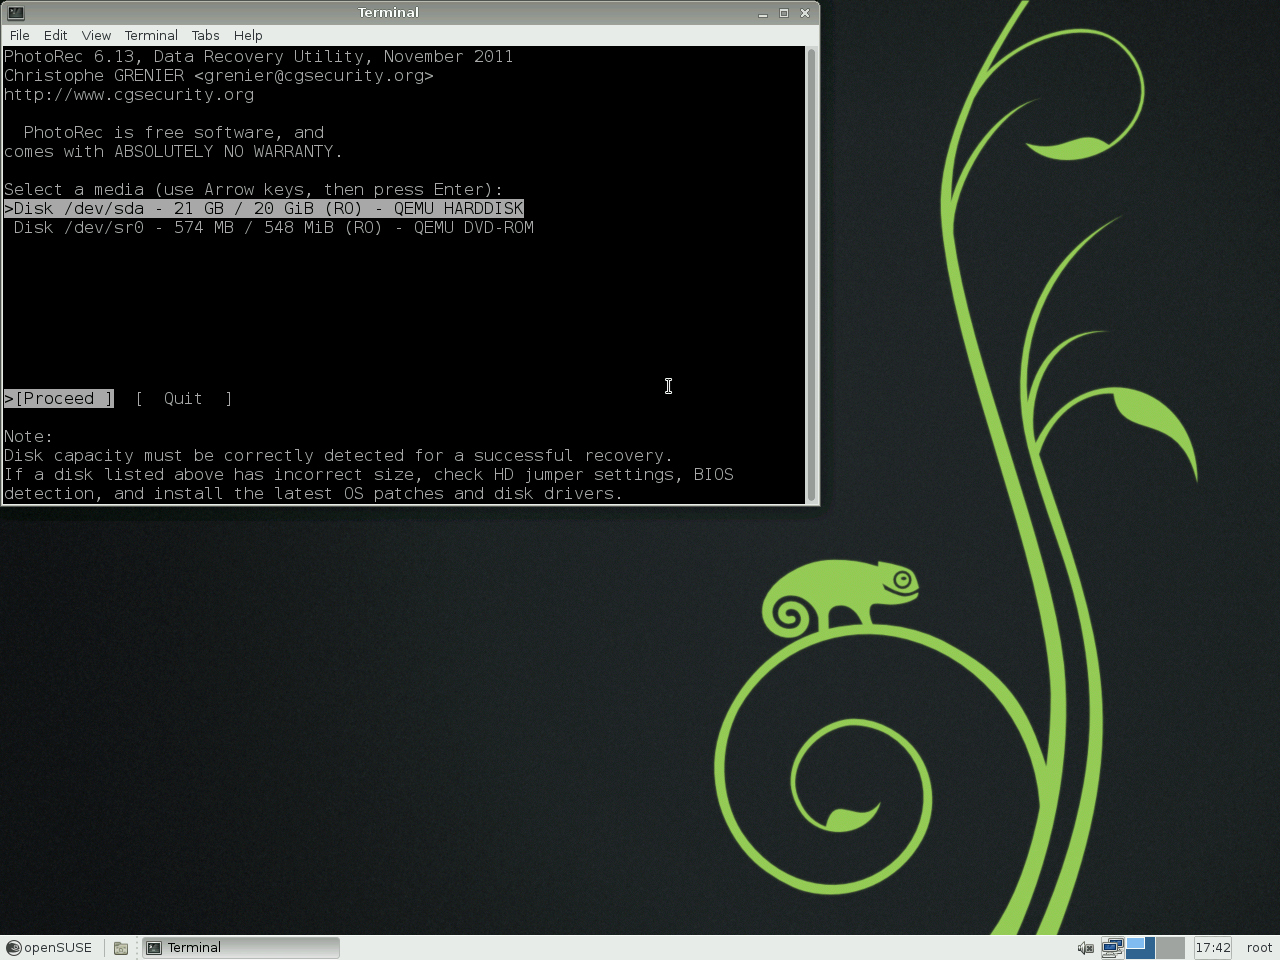 Terminal
File Edit View Terminal Tabs Help
PhotoRec 6.13, Data Recovery Utility, November 2011
Christophe GRENIER <grenier@cgsecurity.org>
http://www.cgsecurity.org
PhotoRec is free software, and
comes with ABSOLUTELY NO WARRANTY.
Select a media (use Arrow keys, then press Enter):
>Disk /dev/sda - 21 GB / 20 GiB (RO) - QEMU HARDDISK
Disk /dev/sr0 - 574 MB / 548 MiB (RO) - QEMU DVD-ROM
>[Proceed ] [ Quit ]
Note:
Disk capacity must be correctly detected for a successful recovery.
If a disk listed above has incorrect size, check HD jumper settings, BIOS
detection, and install the latest OS patches and disk drivers.
openSUSE Terminal 17:42 root